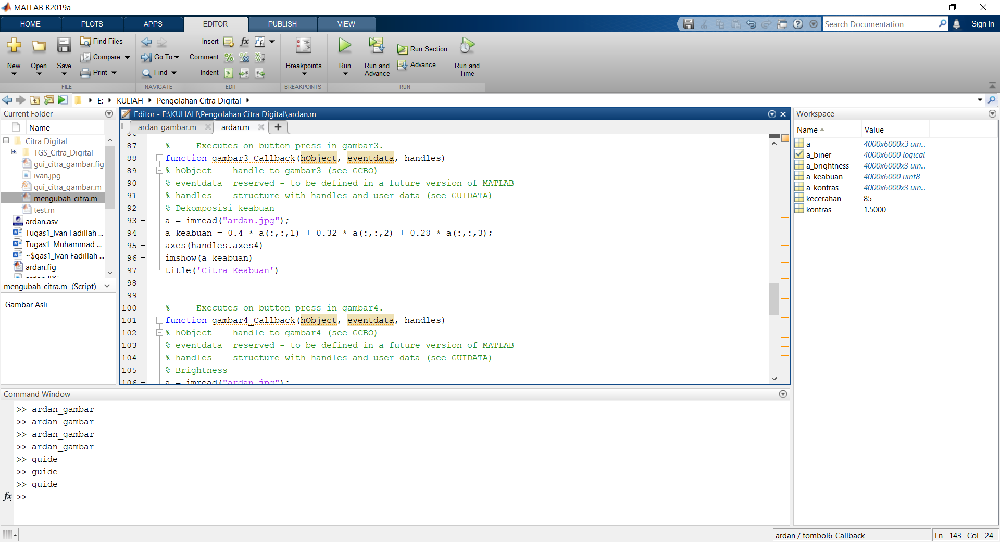 MATLAB R2019a
HOME PLOTS APPS EDITOR PUBLISH VIEW
Search Documentation
Sign In
New
Open
Save
Find Files
Compare
Print
FILE
Go To
Find
NAVIGATE
Insert
Comment
Indent
EDIT
Breakpoints
BREAKPOINTS
Run
Run and Advance
Run Section
Advance
Run and Time
RUN
E: KULIAH Pengolahan Citra Digital
Current Folder
Name
Citra Digital
TGS_Citra_Digital
gui_citra_gambar.fig
ivan.jpg
gui_citra_gambar.m
mengubah_citra.m
test.m
ardan.asv
Tugas1_Ivan Fadillah ...
Tugas1_Muhammad ...
~$gas1_Ivan Fadillah ...
ardan.fig
ardan.JPG
mengubah_citra.m (Script)
Gambar Asli
Editor - E:\KULIAH\Pengolahan Citra Digital\ardan.m
ardan_gambar.m ardan.m +
86
87 % --- Executes on button press in gambar3.
88 function gambar3_Callback(hObject, eventdata, handles)
89 % hObject    handle to gambar3 (see GCBO)
90 % eventdata  reserved - to be defined in a future version of MATLAB
91 % handles    structure with handles and user data (see GUIDATA)
92 % Dekomposisi keabuan
93 - a = imread("ardan.jpg");
94 - a_keabuan = 0.4 * a(:,:,1) + 0.32 * a(:,:,2) + 0.28 * a(:,:,3);
95 - axes(handles.axes4)
96 - imshow(a_keabuan)
97 - title('Citra Keabuan')
98
99
100 % --- Executes on button press in gambar4.
101 function gambar4_Callback(hObject, eventdata, handles)
102 % hObject    handle to gambar4 (see GCBO)
103 % eventdata  reserved - to be defined in a future version of MATLAB
104 % handles    structure with handles and user data (see GUIDATA)
105 % Brightness
106 - a = imread("ardan.jpg");
Workspace
Name Value
a 4000x6000x3 uin...
a_biner 4000x6000 logical
a_brightness 4000x6000x3 uin...
a_keabuan 4000x6000 uint8
a_kontras 4000x6000x3 uin...
kecerahan 85
kontras 1.5000
Command Window
>> ardan_gambar
>> ardan_gambar
>> ardan_gambar
>> ardan_gambar
>> guide
>> guide
>> guide
fx >>
ardan / tombol6_Callback
Ln 143 Col 24